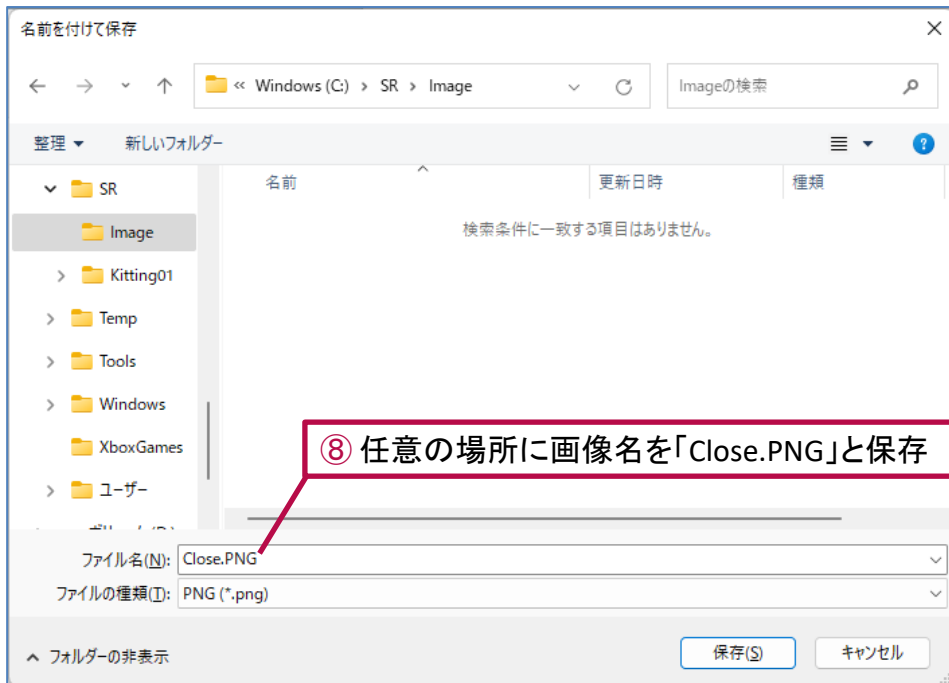 名前を付けて保存
« Windows (C:) › SR › Image
Imageの検索
整理
新しいフォルダー
SR
Image
Kitting01
Temp
Tools
Windows
XboxGames
ユーザー
名前
更新日時
種類
検索条件に一致する項目はありません。
⑧ 任意の場所に画像名を「Close.PNG」と保存
ファイル名(N): Close.PNG
ファイルの種類(T): PNG (*.png)
フォルダーの非表示
保存(S)
キャンセル